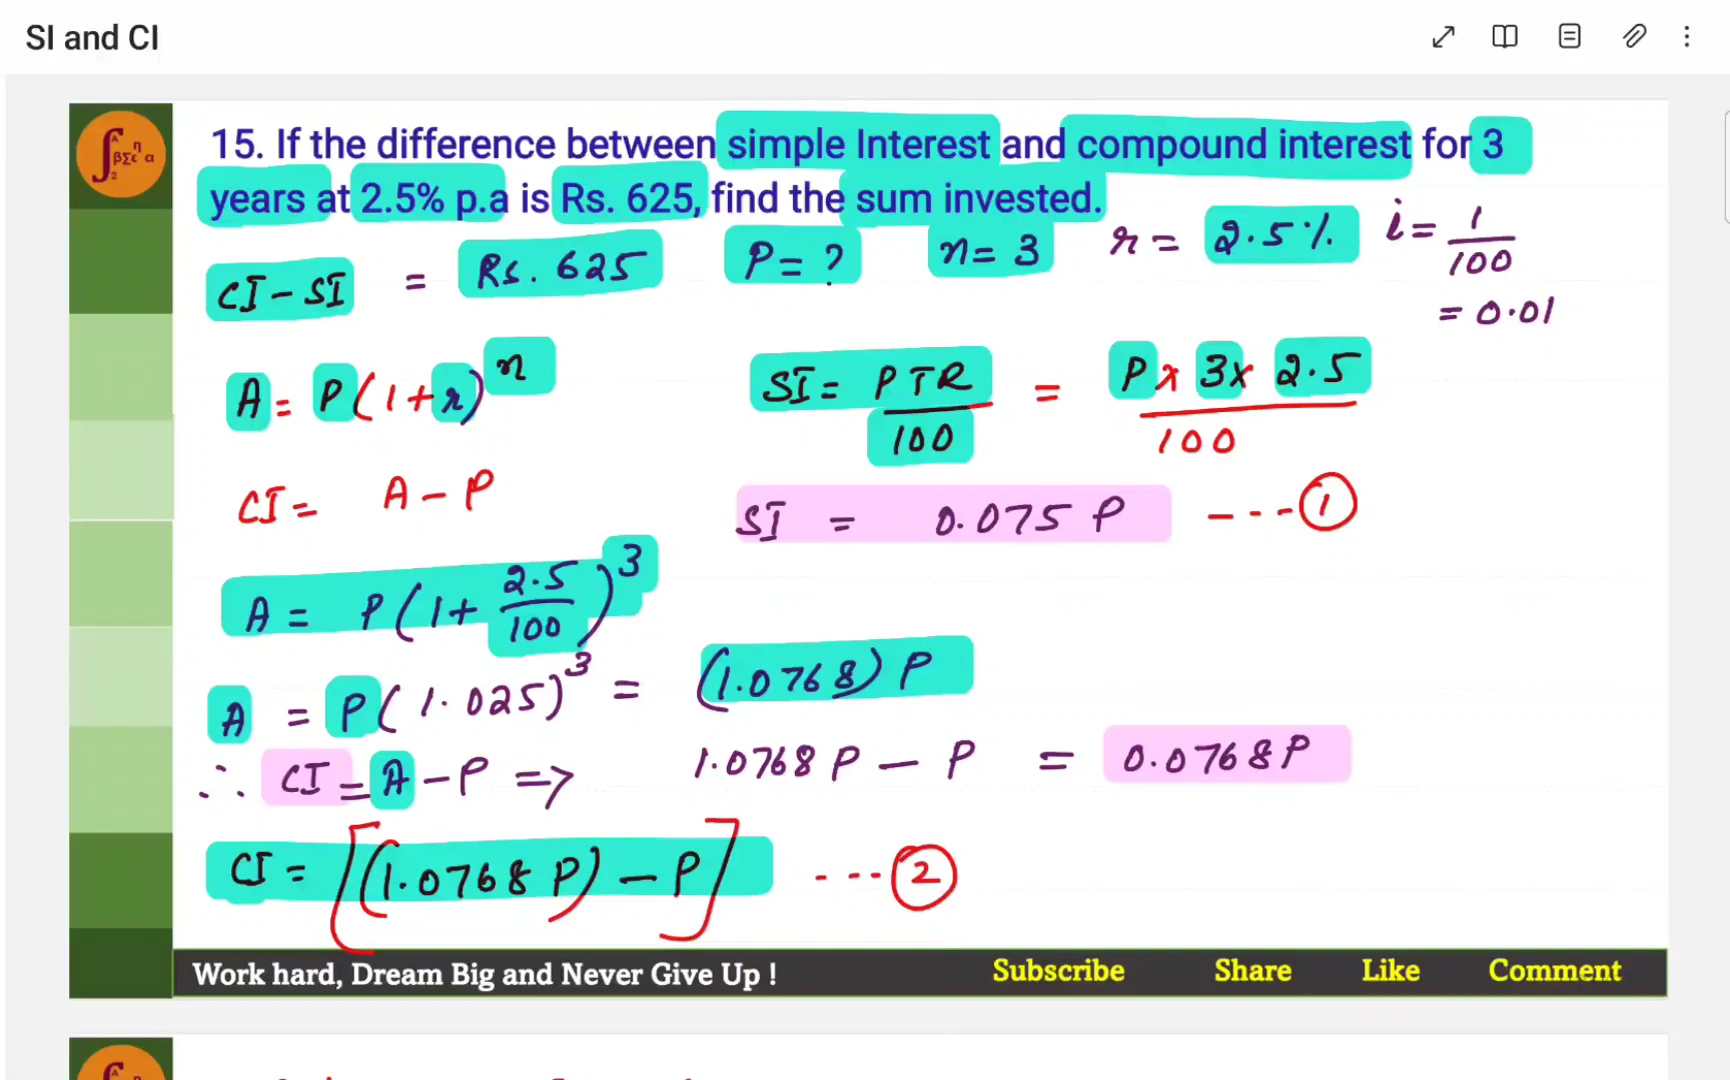 SI and CI
15. If the difference between simple Interest and compound interest for 3
years at 2.5% p.a is Rs. 625, find the sum invested.
CI - SI = Rs. 625 P = ? n = 3 r = 2.5% i = 1/100
= 0.01
A = P(1+r)^n SI = PTR/100 = P x 3 x 2.5/100
CI = A - P SI = 0.075 P ---①
A = P(1+ 2.5/100)^3
A = P(1.025)^3 = (1.0768) P
∴ CI = A - P => 1.0768 P - P = 0.0768 P
CI = [(1.0768 P) - P] ---②
Work hard, Dream Big and Never Give Up ! Subscribe Share Like Comment